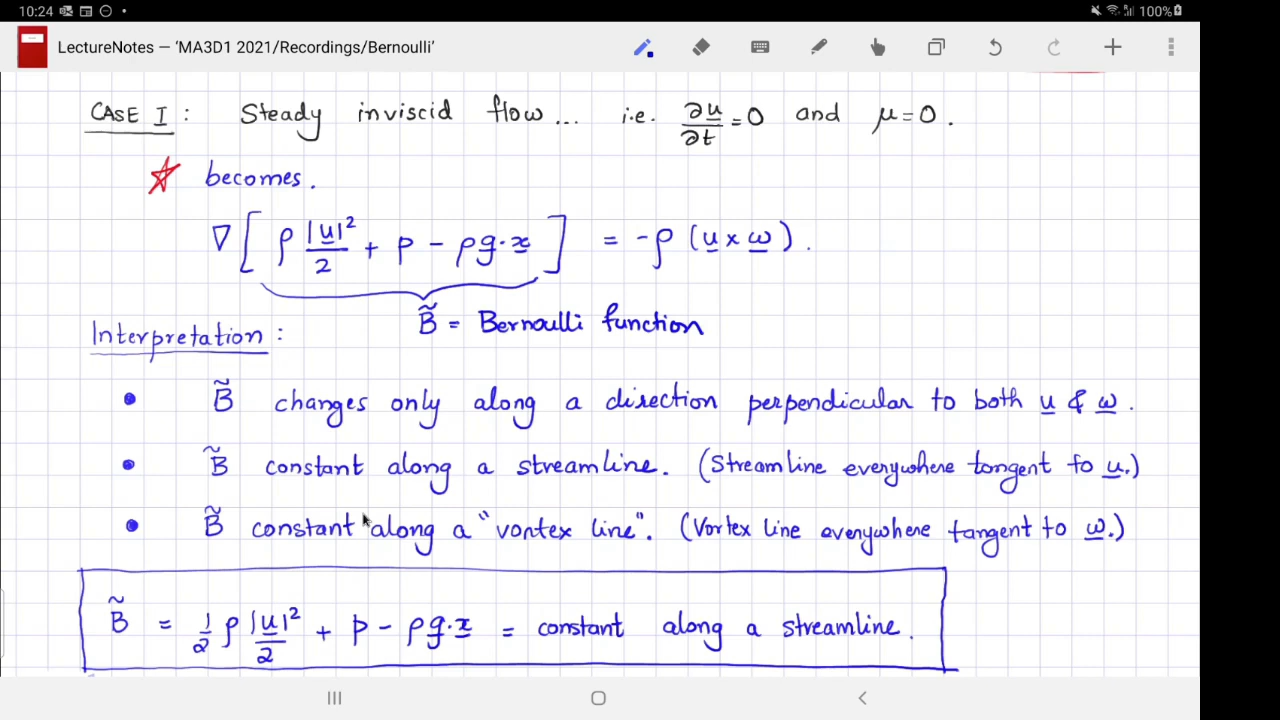 10:24 100%
LectureNotes — ‘MA3D1 2021/Recordings/Bernoulli’
CASE I : Steady inviscid flow... i.e. ∂u/∂t = 0 and μ = 0.
☆ becomes.
∇[ρ |u|²/2 + p − ρg·x] = −ρ(u × ω).
B̃ = Bernoulli function
Interpretation :
• B̃ changes only along a direction perpendicular to both u & ω.
• B̃ constant along a streamline. (Streamline everywhere tangent to u.)
• B̃ constant along a "vortex line". (Vortex line everywhere tangent to ω.)
B̃ = ½ ρ |u|²/2 + p − ρg·x = constant along a streamline.